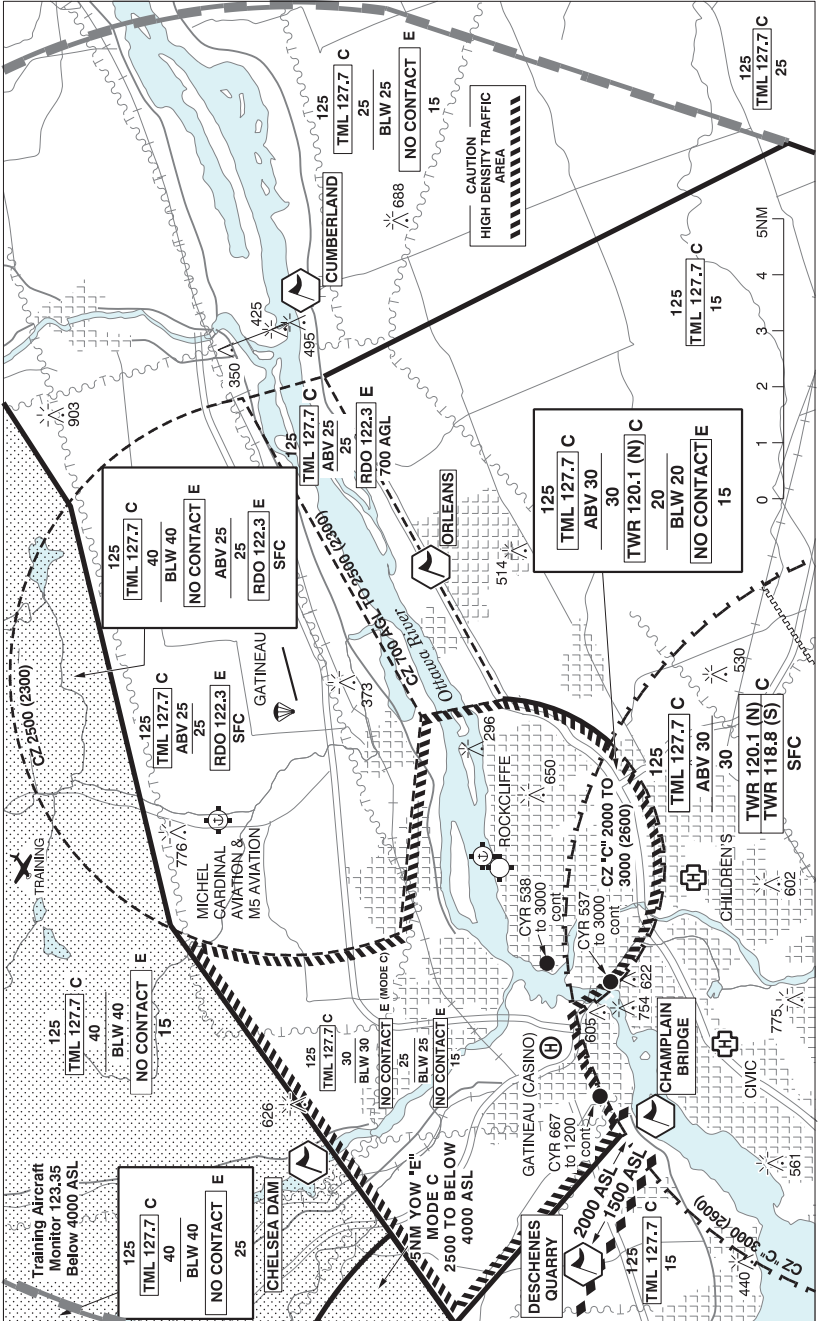 Training Aircraft
Monitor 123.35
Below 4000 ASL
125
TML 127.7 C
40
BLW 40
NO CONTACT E
25
CHELSEA DAM
626
125
TML 127.7 C
40
BLW 40
NO CONTACT E
15
TRAINING
CZ 2500 (2300)
125
TML 127.7 C
40
BLW 40
NO CONTACT E
ABV 25
25
RDO 122.3 E
SFC
903
776
MICHEL
CARDINAL
AVIATION &
M5 AVIATION
125
TML 127.7 C
ABV 25
25
RDO 122.3 E
SFC
GATINEAU
373
350
425
495
CUMBERLAND
125
TML 127.7 C
25
BLW 25
NO CONTACT E
15
688
CAUTION
HIGH DENSITY TRAFFIC
AREA
125
TML 127.7 C
25
125
TML 127.7 C
ABV 25
25
RDO 122.3 E
700 AGL
CZ 700 AGL TO 2500 (2300)
Ottawa River
ORLEANS
514
5NM YOW "E"
MODE C
2500 TO BELOW
4000 ASL
125
TML 127.7 C
30
BLW 30
NO CONTACT E (MODE C)
25
BLW 25
NO CONTACT E
15
296
ROCKCLIFFE
650
CYR 538
to 3000
cont
CYR 537
to 3000
cont
CZ "C" 2000 TO
3000 (2600)
GATINEAU (CASINO)
CYR 667
to 1200
cont
605
754
622
CHAMPLAIN
BRIDGE
DESCHENES
QUARRY
2000 ASL
1500 ASL
125
TML 127.7 C
15
CZ "C" 3000 (2600)
440
561
CIVIC
775
CHILDREN'S
602
530
125
TML 127.7 C
ABV 30
30
TWR 120.1 (N) C
TWR 118.8 (S)
SFC
125
TML 127.7 C
ABV 30
30
TWR 120.1 (N) C
20
BLW 20
NO CONTACT E
15
125
TML 127.7 C
15
0 1 2 3 4 5NM